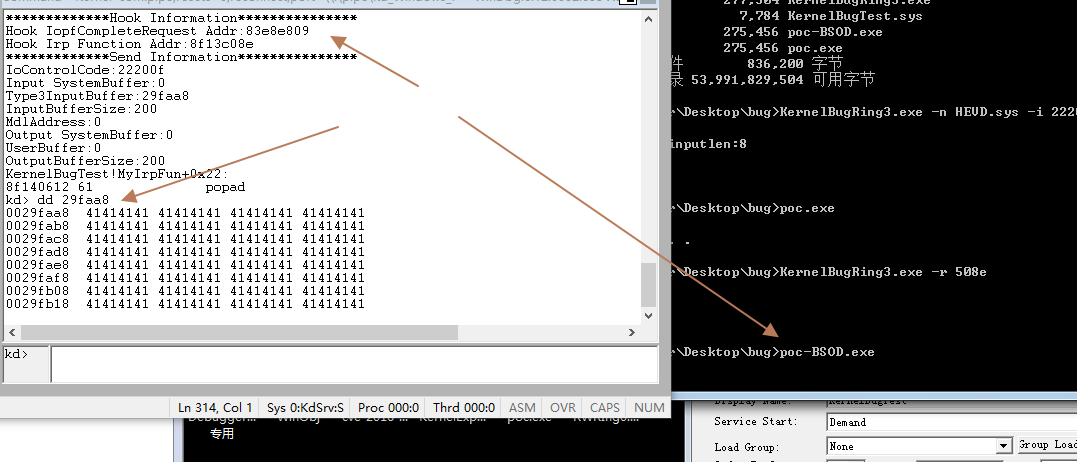 *************Hook Information***************
Hook IopfCompleteRequest Addr:83e8e809
Hook Irp Function Addr:8f13c08e
*************Send Information***************
IoControlCode:22200f
Input SystemBuffer:0
Type3InputBuffer:29faa8
InputBufferSize:200
MdlAddress:0
Output SystemBuffer:0
UserBuffer:0
OutputBufferSize:200
KernelBugTest!MyIrpFun+0x22:
8f140612 61 popad
kd> dd 29faa8
0029faa8 41414141 41414141 41414141 41414141
0029fab8 41414141 41414141 41414141 41414141
0029fac8 41414141 41414141 41414141 41414141
0029fad8 41414141 41414141 41414141 41414141
0029fae8 41414141 41414141 41414141 41414141
0029faf8 41414141 41414141 41414141 41414141
0029fb08 41414141 41414141 41414141 41414141
0029fb18 41414141 41414141 41414141 41414141
kd>
Ln 314, Col 1 Sys 0:KdSrv:S Proc 000:0 Thrd 000:0 ASM OVR CAPS NUM
277,504 KernelBugRing3.exe
7,784 KernelBugTest.sys
275,456 poc-BSOD.exe
275,456 poc.exe
件 836,200 字节
录 53,991,829,504 可用字节
\Desktop\bug>KernelBugRing3.exe -n HEVD.sys -i 2220
inputlen:8
\Desktop\bug>poc.exe
. .
\Desktop\bug>KernelBugRing3.exe -r 508e
\Desktop\bug>poc-BSOD.exe
专用
Service Start: Demand
Load Group: None Group Load